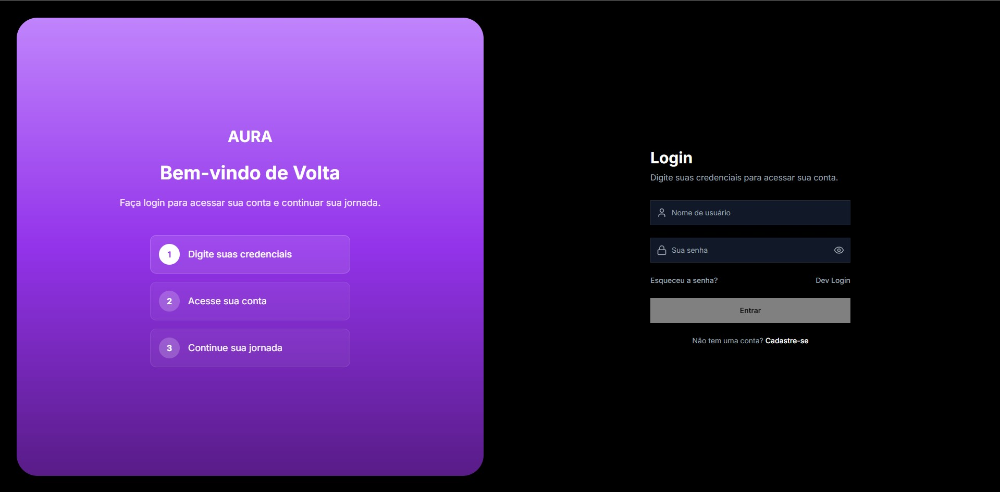 AURA
Bem-vindo de Volta
Faça login para acessar sua conta e continuar sua jornada.
1 Digite suas credenciais
2 Acesse sua conta
3 Continue sua jornada
Login
Digite suas credenciais para acessar sua conta.
Nome de usuário
Sua senha
Esqueceu a senha? Dev Login
Entrar
Não tem uma conta? Cadastre-se